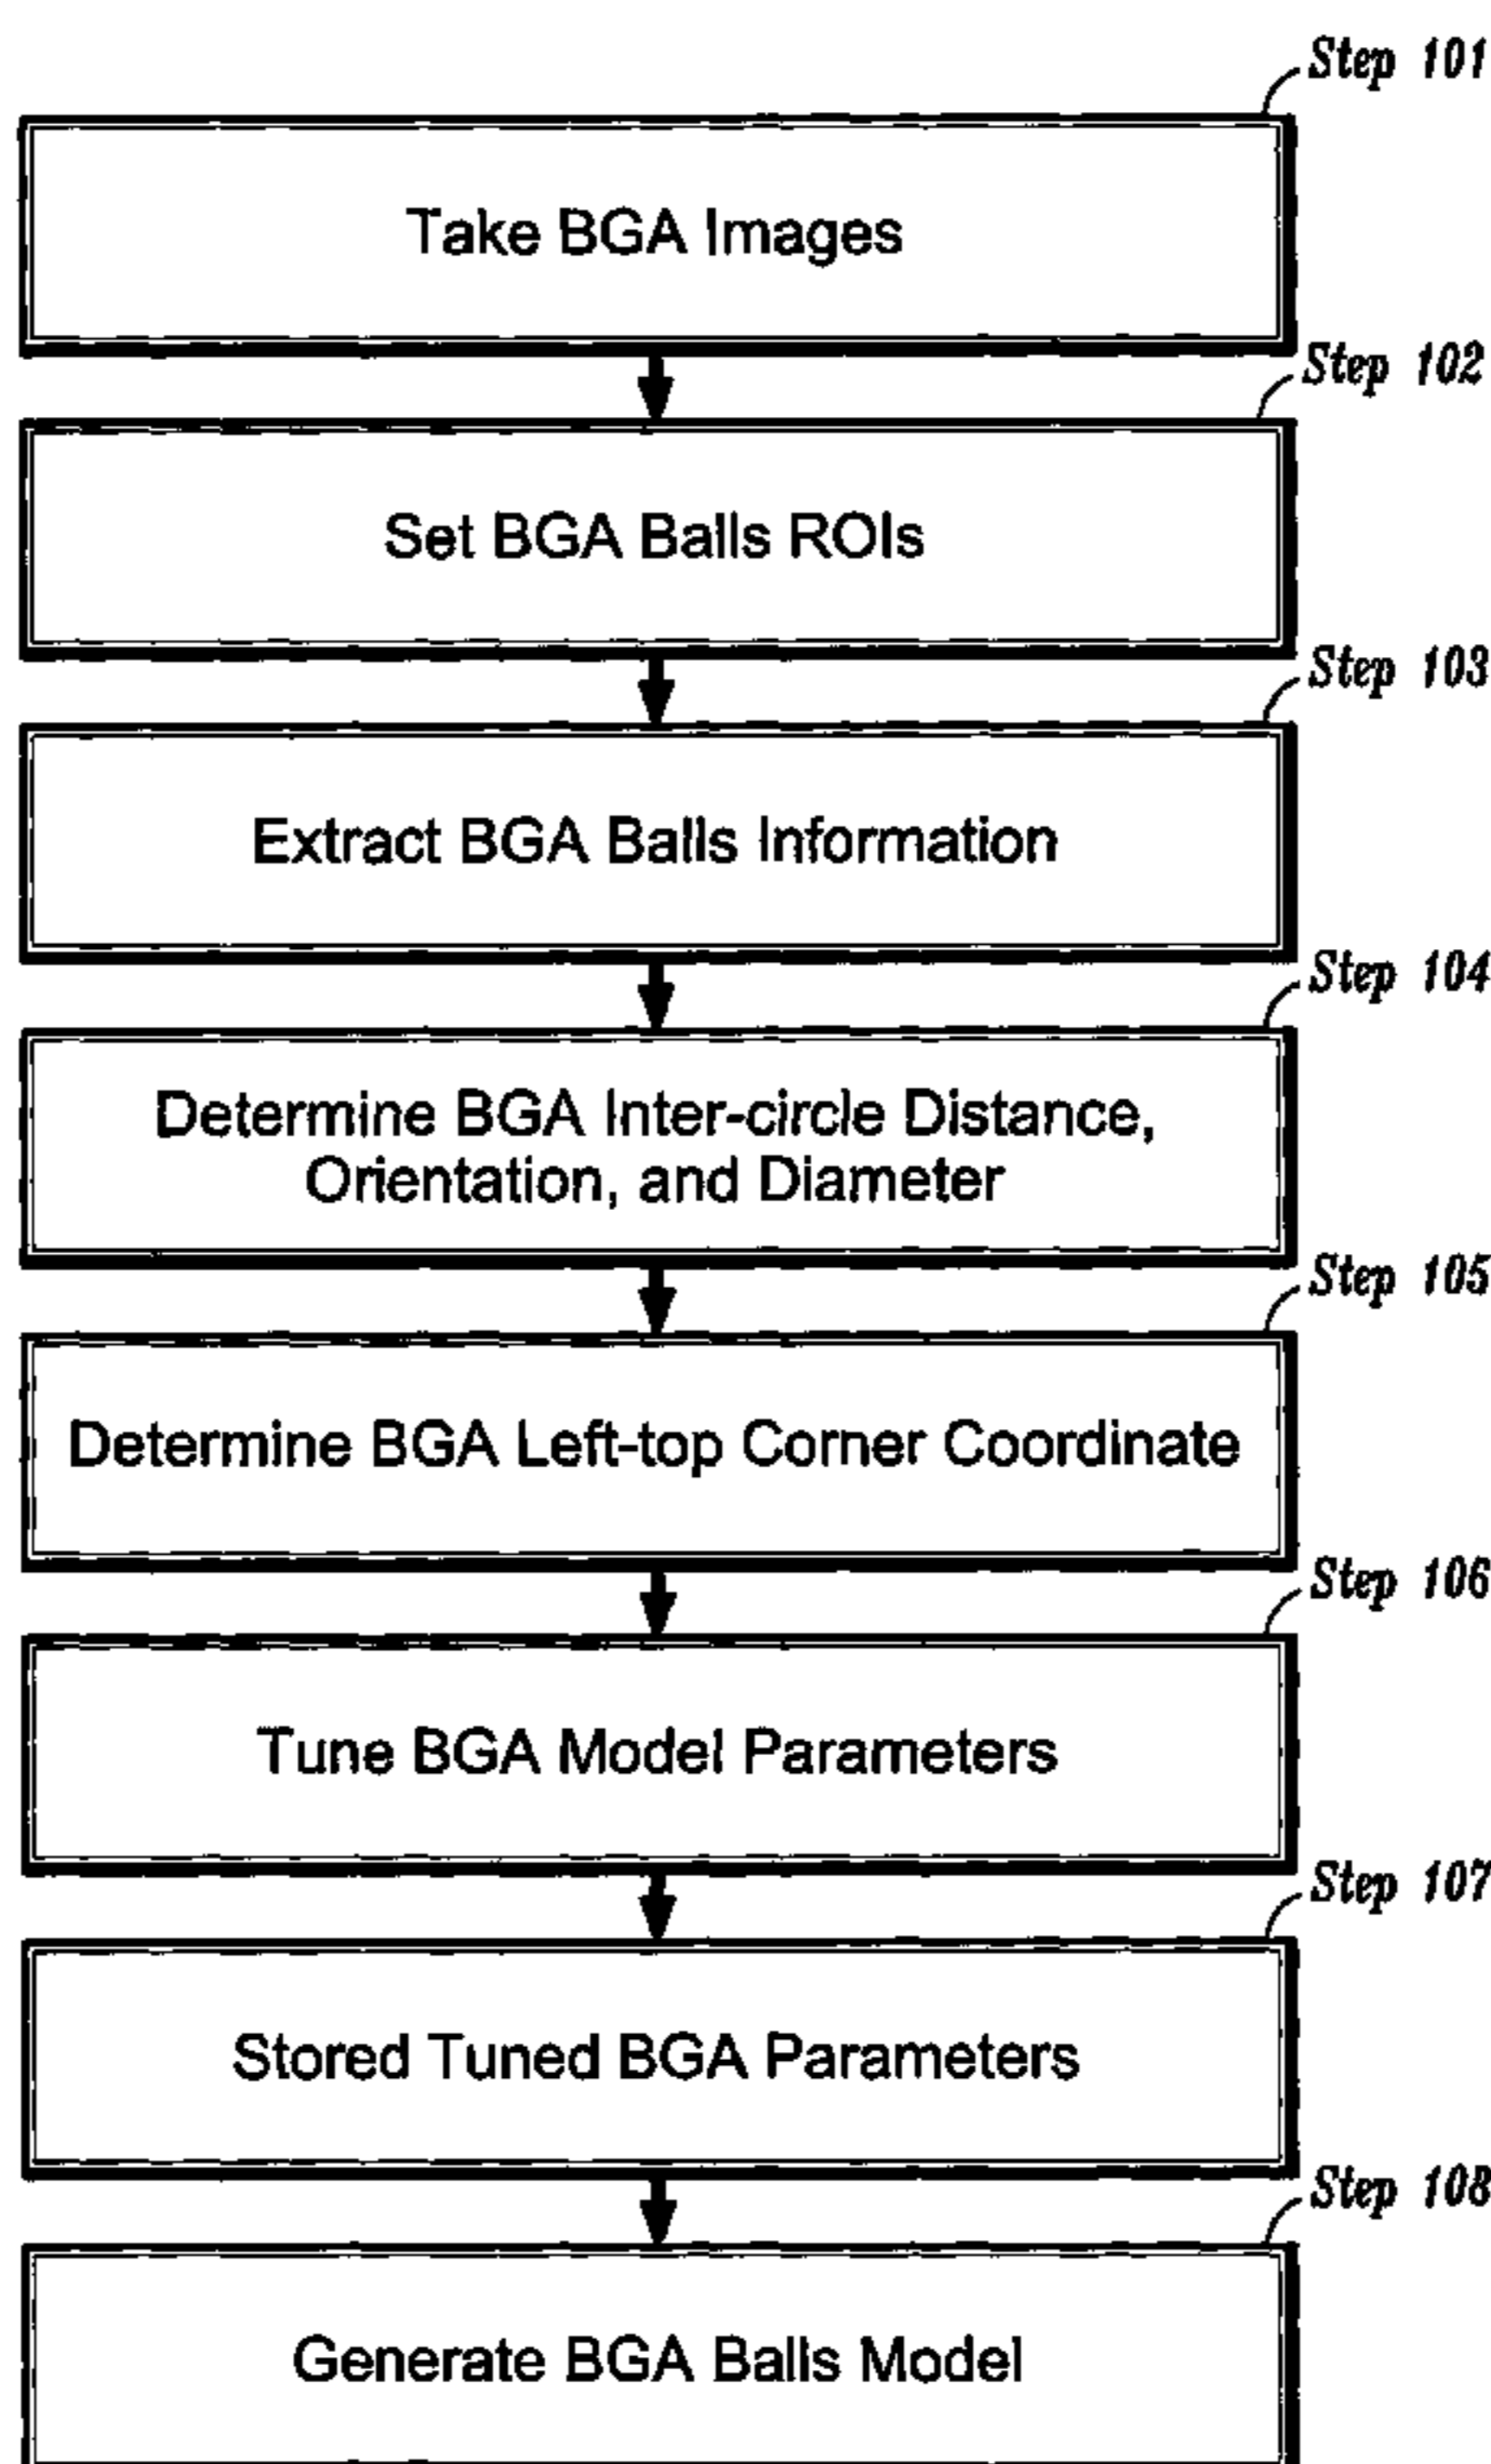 Step 101
Take BGA Images
Step 102
Set BGA Balls ROIs
Step 103
Extract BGA Balls Information
Step 104
Determine BGA Inter-circle Distance,
Orientation, and Diameter
Step 105
Determine BGA Left-top Corner Coordinate
Step 106
Tune BGA Model Parameters
Step 107
Stored Tuned BGA Parameters
Step 108
Generate BGA Balls Model